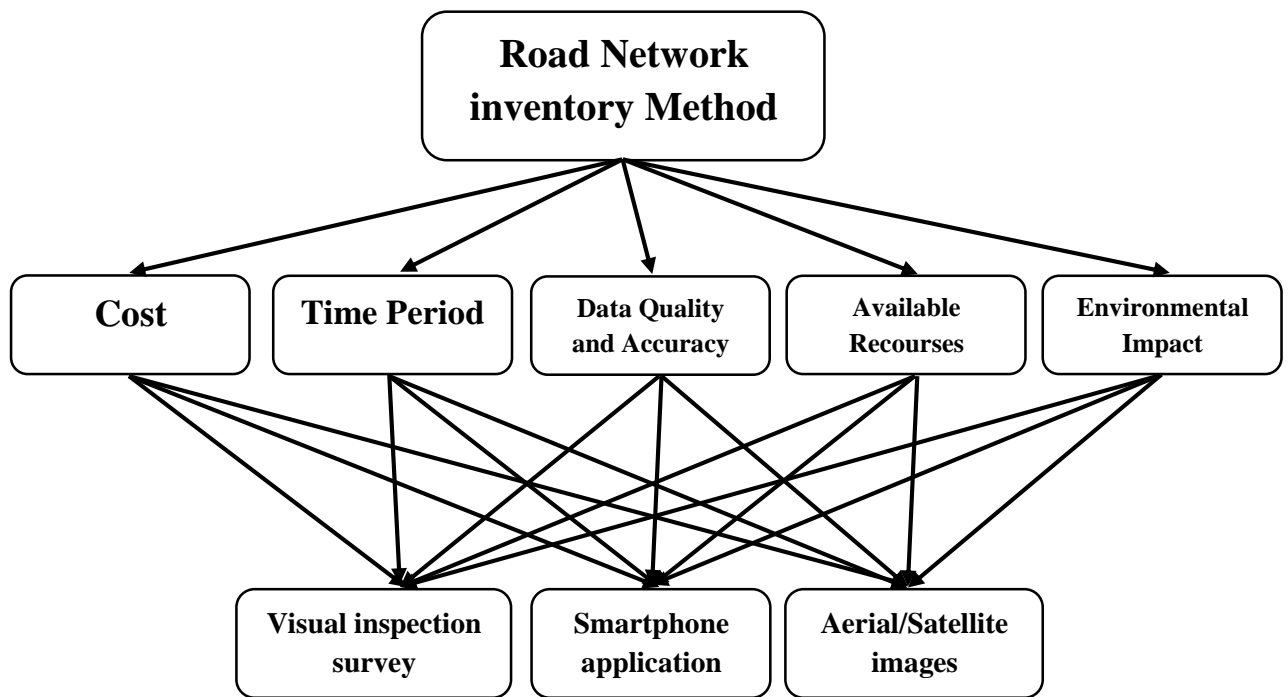 Road Network
inventory Method
Cost
Time Period
Data Quality
and Accuracy
Available
Recourses
Environmental
Impact
Visual inspection
survey
Smartphone
application
Aerial/Satellite
images